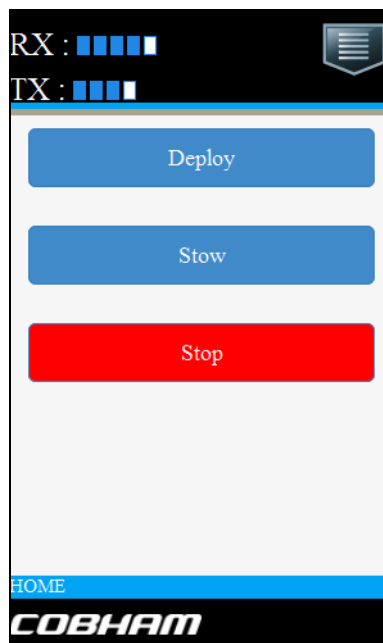 RX :
TX :
Deploy
Stow
Stop
HOME
COBHAM